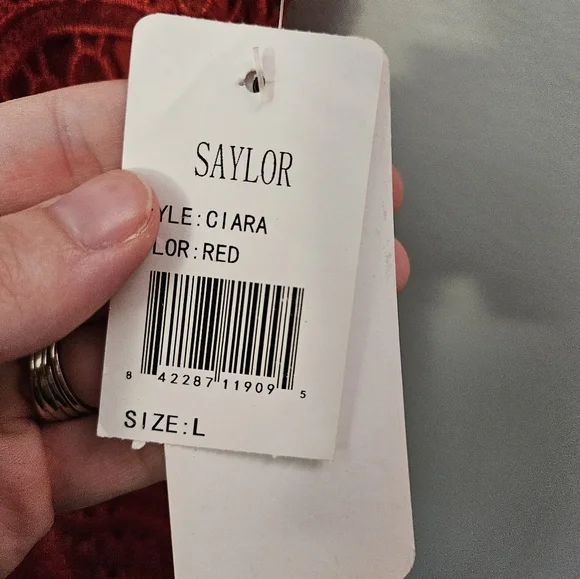 SAYLOR
YLE:CIARA
LOR:RED
8 42287 11909 5
SIZE:L